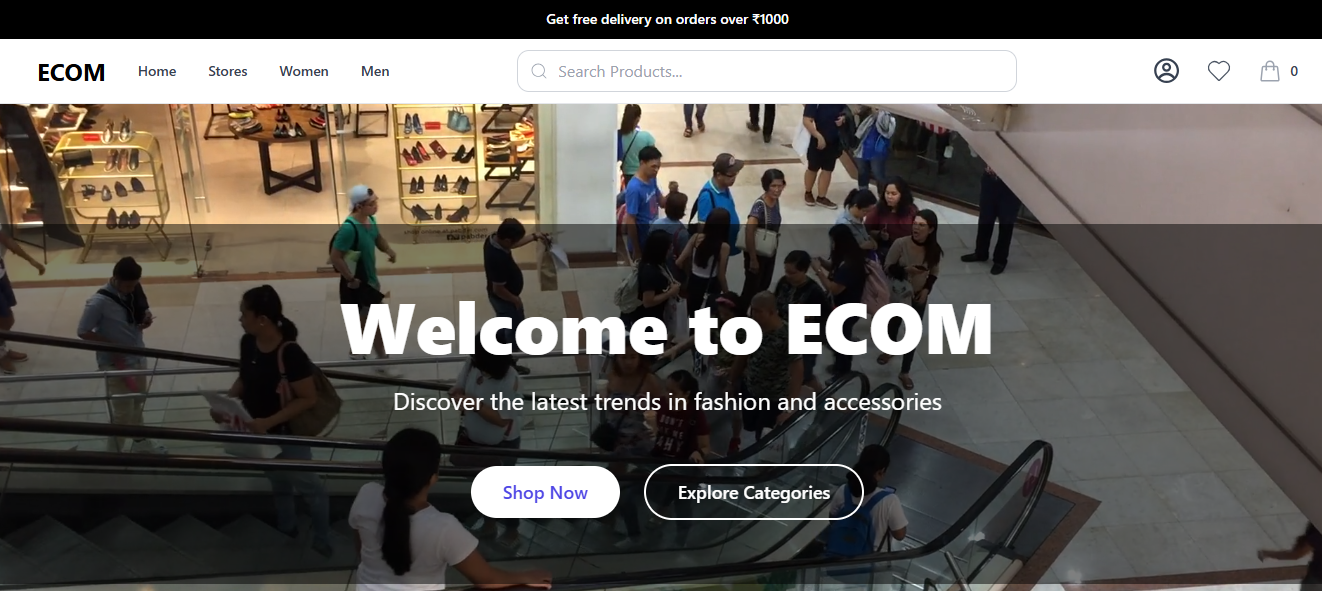 Get free delivery on orders over ₹1000
ECOM Home Stores Women Men Search Products... 0
Welcome to ECOM
Discover the latest trends in fashion and accessories
Shop Now Explore Categories